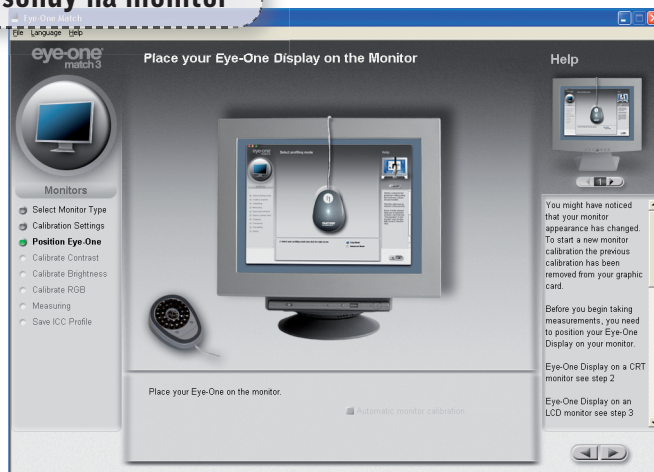 sondy na monitor
Eye-One Match
File Language Help
eye-one
match 3
Place your Eye-One Display on the Monitor
Help
Monitors
Select Monitor Type
Calibration Settings
Position Eye-One
Calibrate Contrast
Calibrate Brightness
Calibrate RGB
Measuring
Save ICC Profile
Place your Eye-One on the monitor.
Automatic monitor calibration
1
You might have noticed
that your monitor
appearance has changed.
To start a new monitor
calibration the previous
calibration has been
removed from your graphic
card.
Before you begin taking
measurements, you need
to position your Eye-One
Display on your monitor.
Eye-One Display on a CRT
monitor see step 2
Eye-One Display on an
LCD monitor see step 3